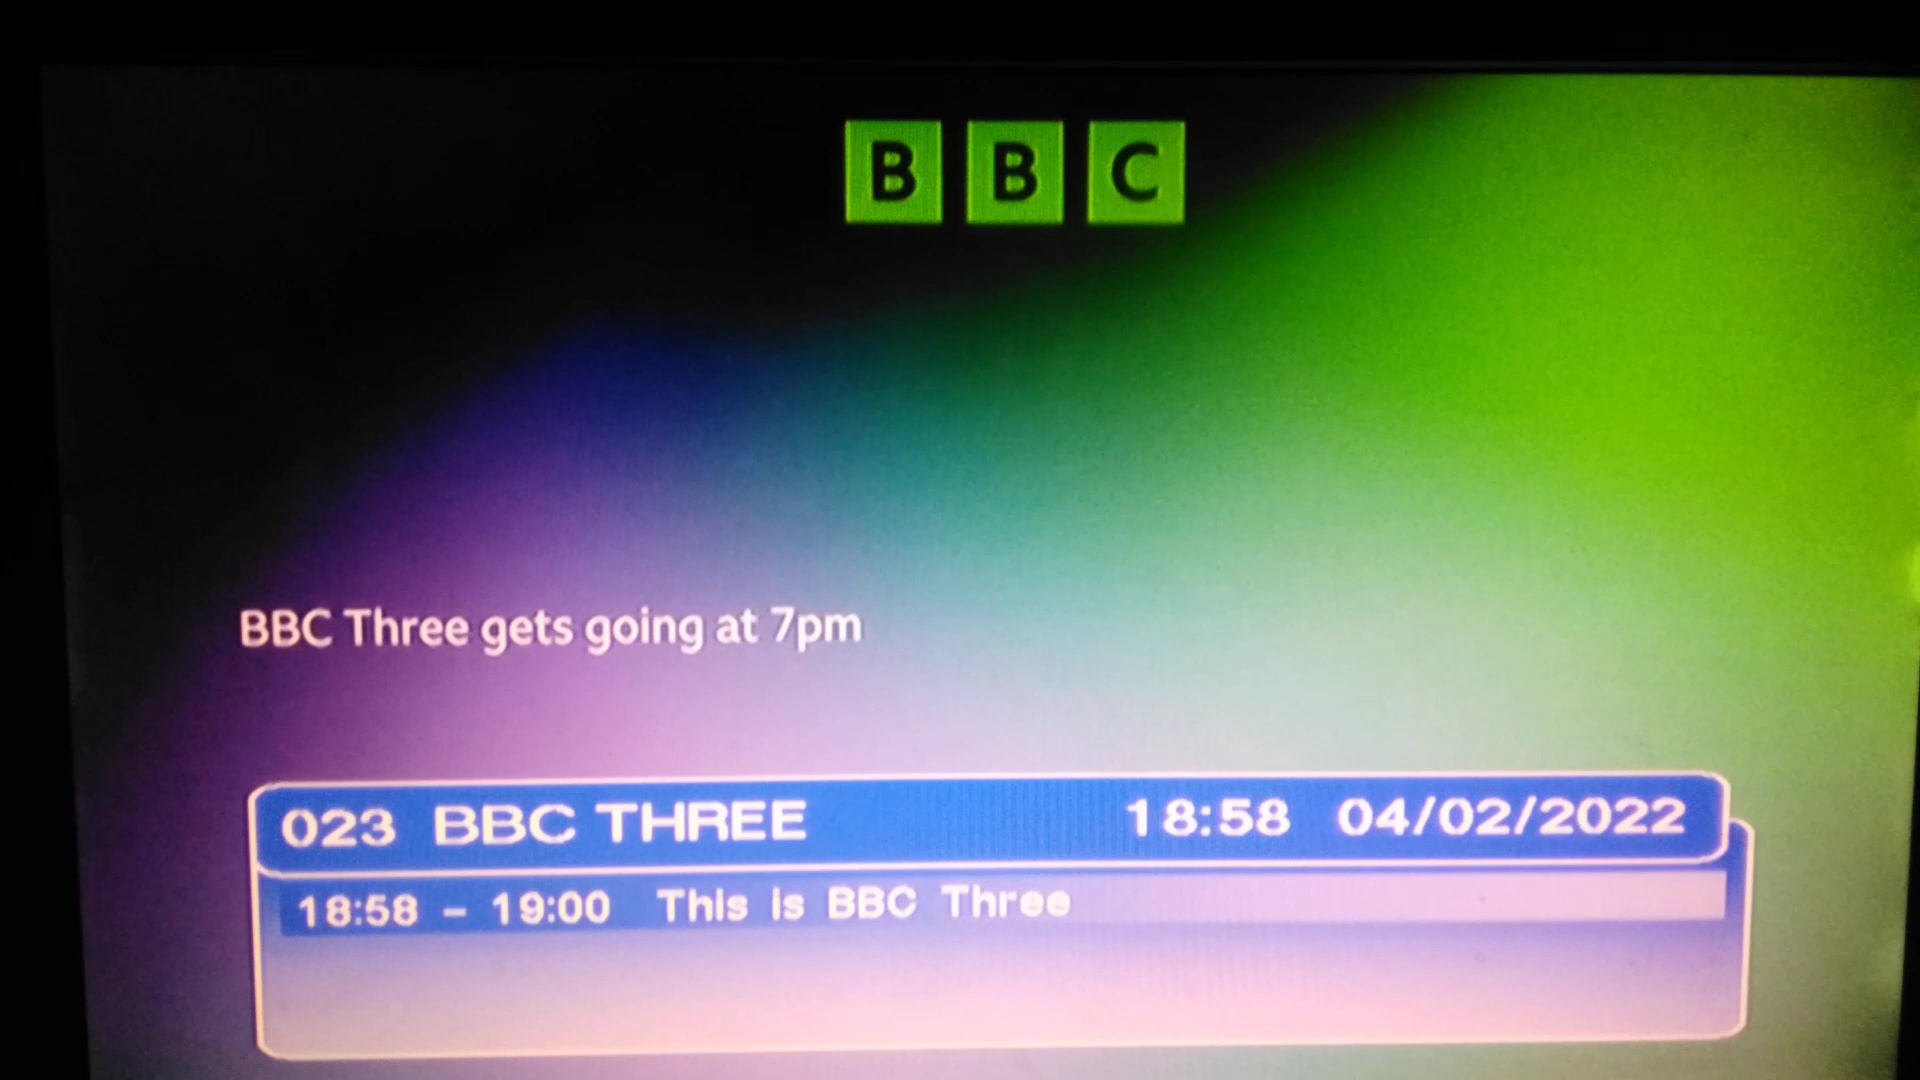 BBC
BBC Three gets going at 7pm
023 BBC THREE 18:58 04/02/2022
18:58 - 19:00 This is BBC Three